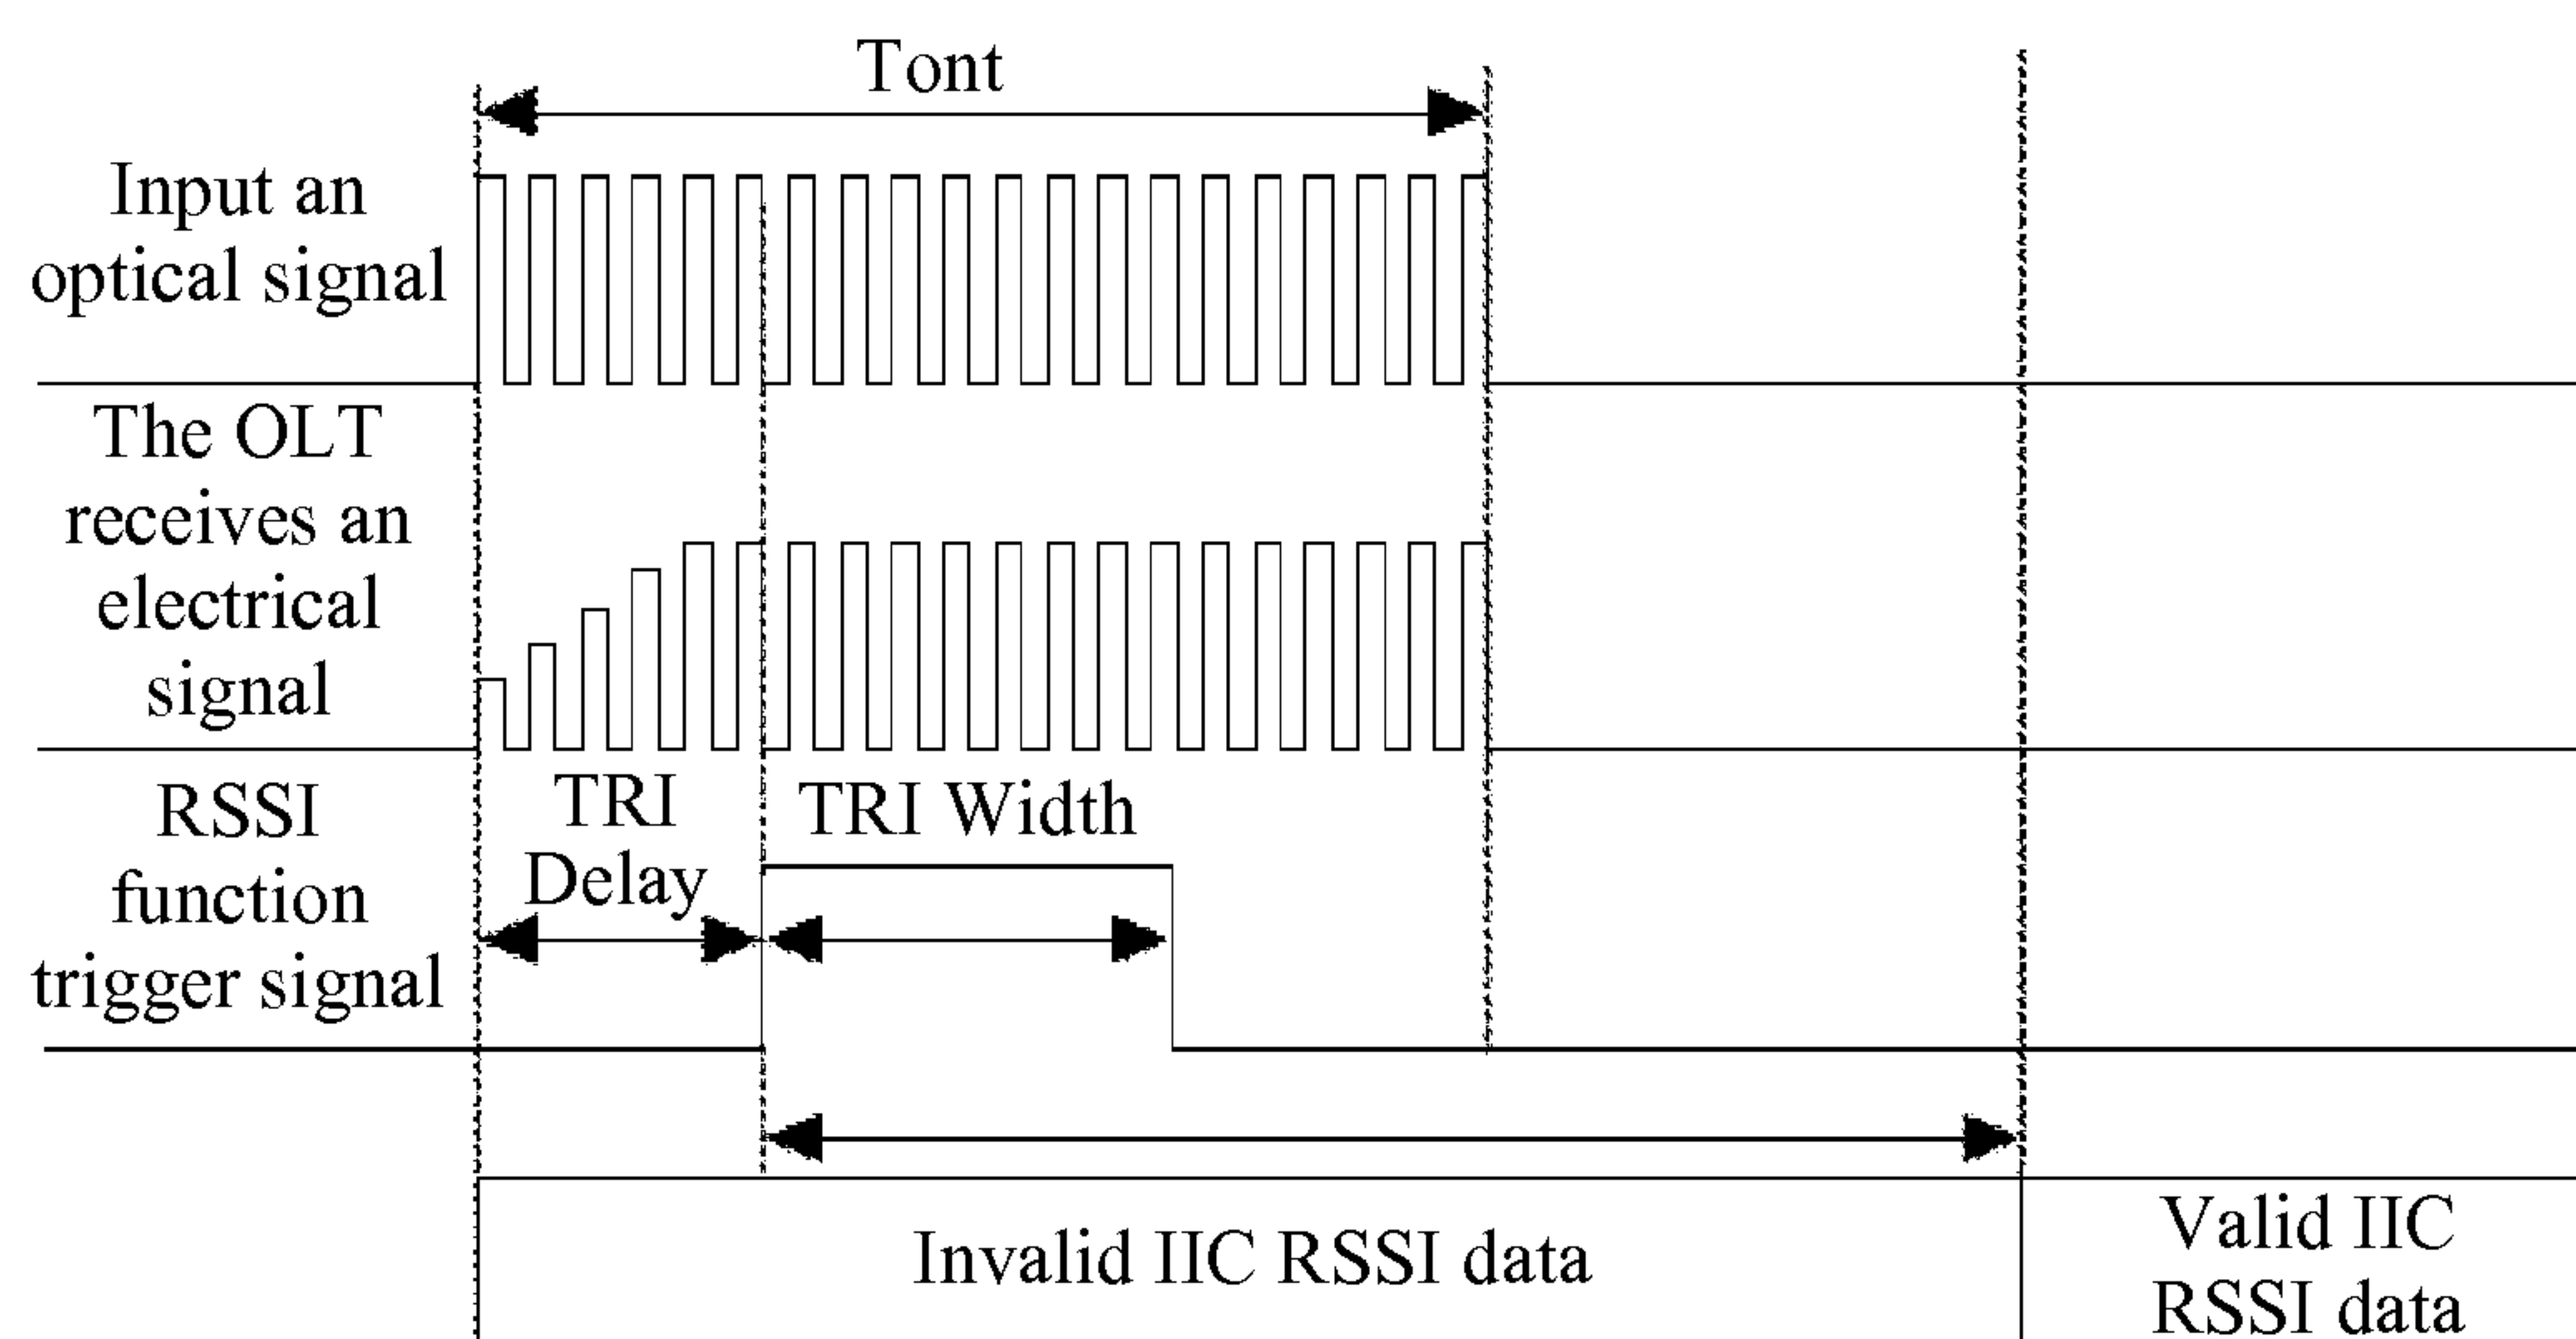 Tont
Input an
optical signal
The OLT
receives an
electrical
signal
RSSI
function
trigger signal
TRI
Delay
TRI Width
Invalid IIC RSSI data
Valid IIC
RSSI data